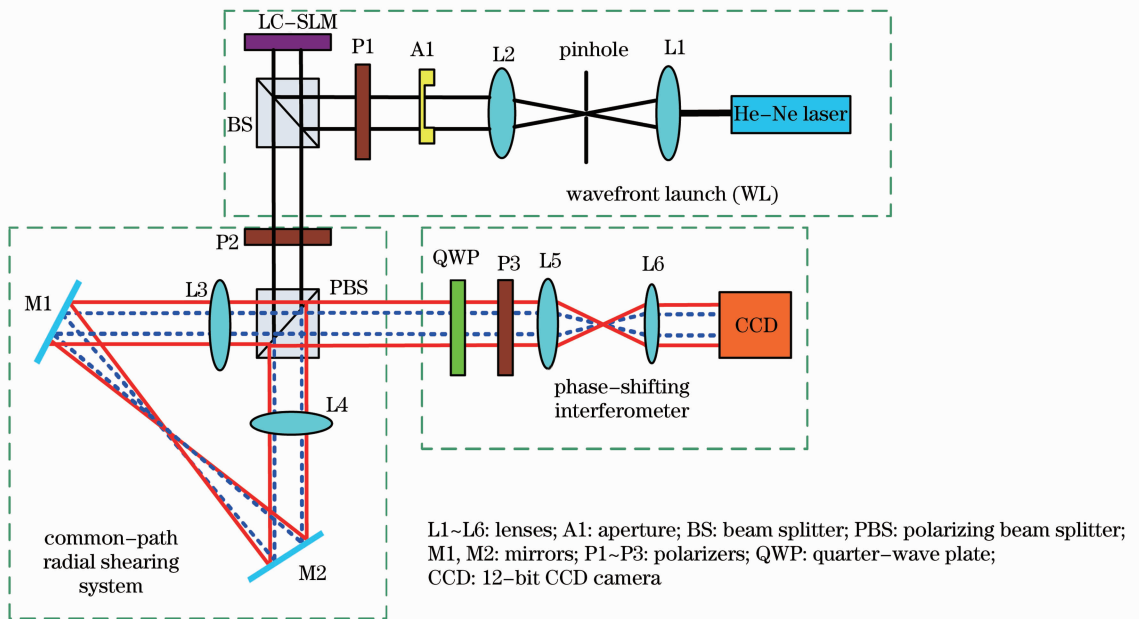 LC-SLM
P1
A1
L2
pinhole
L1
BS
He-Ne laser
wavefront launch (WL)
P2
M1
L3
PBS
QWP
P3
L5
L6
CCD
phase-shifting
interferometer
L4
common-path
radial shearing
system
M2
L1~L6: lenses; A1: aperture; BS: beam splitter; PBS: polarizing beam splitter;
M1, M2: mirrors; P1~P3: polarizers; QWP: quarter-wave plate;
CCD: 12-bit CCD camera